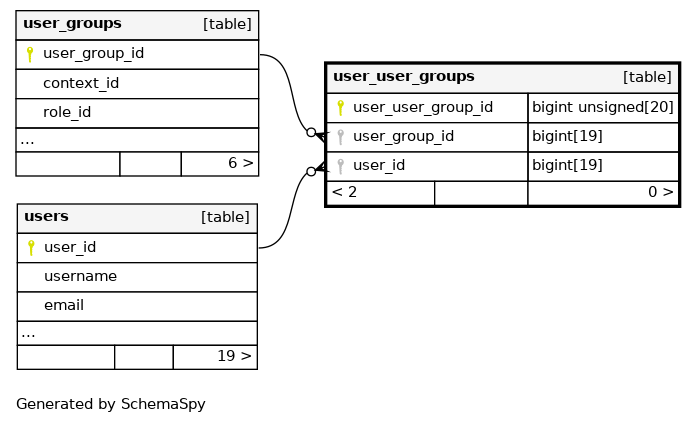 user_groups [table]
user_group_id
context_id
role_id
...
6 >
user_user_groups [table]
user_user_group_id bigint unsigned[20]
user_group_id bigint[19]
user_id bigint[19]
< 2 0 >
users [table]
user_id
username
email
...
19 >
Generated by SchemaSpy